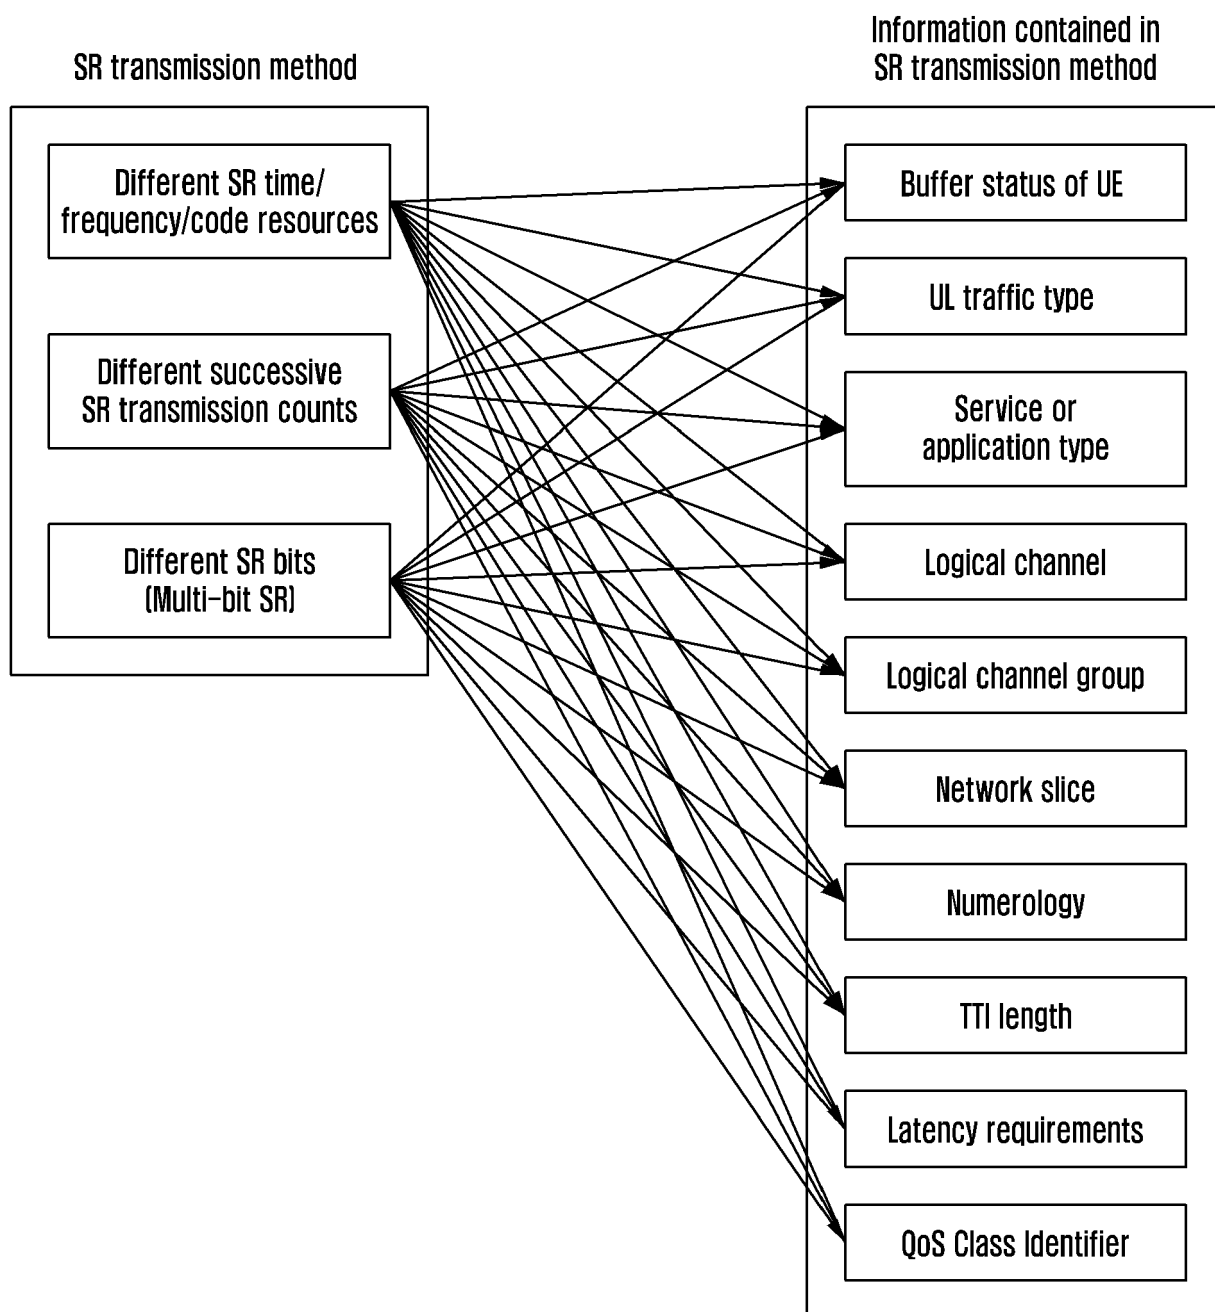 SR transmission method
Different SR time/
frequency/code resources
Different successive
SR transmission counts
Different SR bits
(Multi-bit SR)
Information contained in
SR transmission method
Buffer status of UE
UL traffic type
Service or
application type
Logical channel
Logical channel group
Network slice
Numerology
TTI length
Latency requirements
QoS Class Identifier